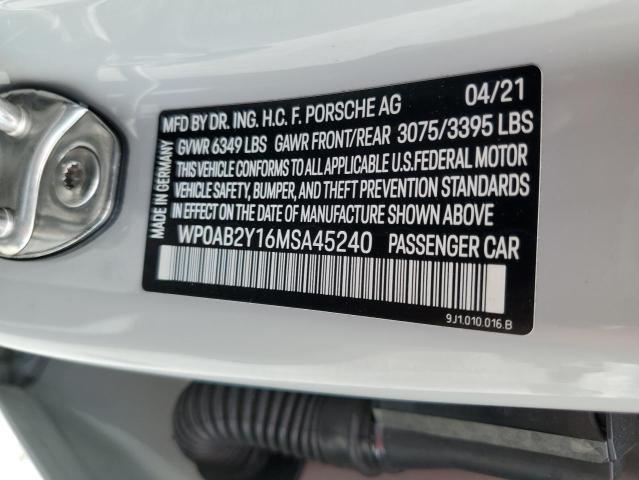 MFD BY DR. ING. H.C. F. PORSCHE AG 04/21
GVWR 6349 LBS GAWR FRONT/REAR 3075/3395 LBS
THIS VEHICLE CONFORMS TO ALL APPLICABLE U.S.FEDERAL MOTOR
VEHICLE SAFETY, BUMPER, AND THEFT PREVENTION STANDARDS
IN EFFECT ON THE DATE OF MANUFACTURE SHOWN ABOVE.
WP0AB2Y16MSA45240 PASSENGER CAR
9J1.010.016.B
MADE IN GERMANY